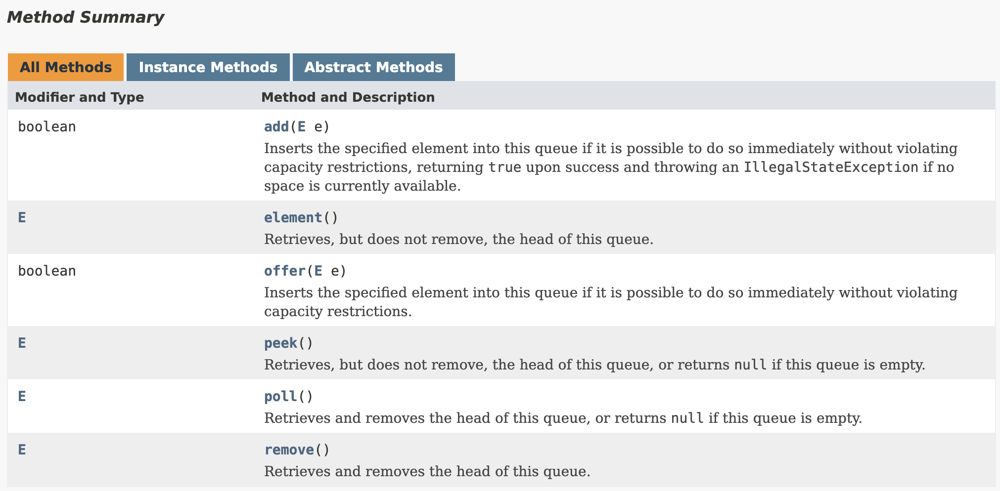 Method Summary
All Methods Instance Methods Abstract Methods
Modifier and Type Method and Description
boolean add(E e)
Inserts the specified element into this queue if it is possible to do so immediately without violating
capacity restrictions, returning true upon success and throwing an IllegalStateException if no
space is currently available.
E element()
Retrieves, but does not remove, the head of this queue.
boolean offer(E e)
Inserts the specified element into this queue if it is possible to do so immediately without violating
capacity restrictions.
E peek()
Retrieves, but does not remove, the head of this queue, or returns null if this queue is empty.
E poll()
Retrieves and removes the head of this queue, or returns null if this queue is empty.
E remove()
Retrieves and removes the head of this queue.